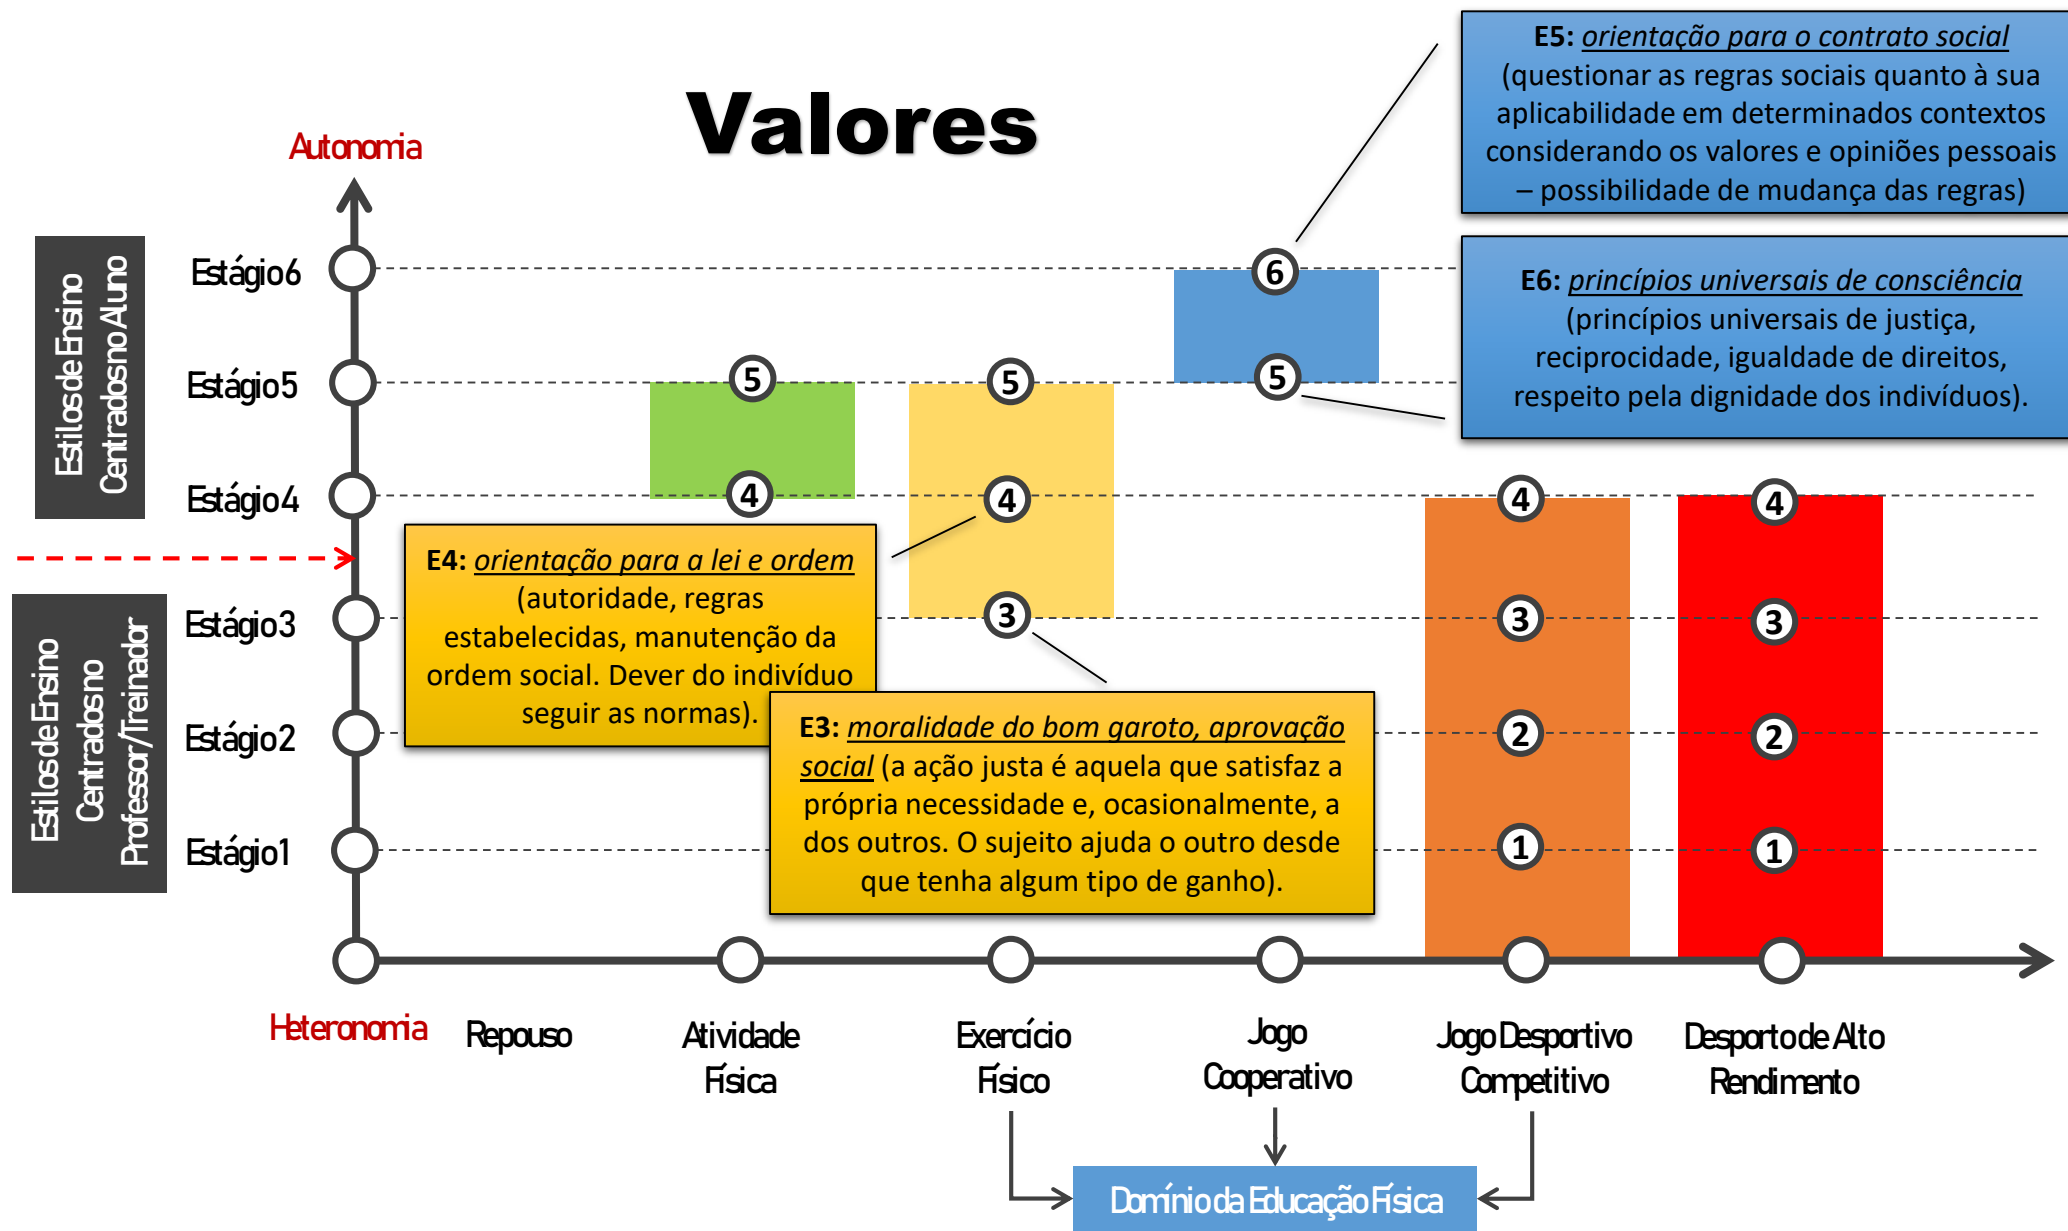 Valores
E5: orientação para o contrato social
(questionar as regras sociais quanto à sua
aplicabilidade em determinados contextos
considerando os valores e opiniões pessoais
– possibilidade de mudança das regras)
E6: princípios universais de consciência
(princípios universais de justiça,
reciprocidade, igualdade de direitos,
respeito pela dignidade dos indivíduos).
Autonomia
Estilos de Ensino
Centrados no Aluno
Estilos de Ensino
Centrados no
Professor/Treinador
Estágio 6
6
Estágio 5
5
5
5
Estágio 4
4
4
4
4
E4: orientação para a lei e ordem
(autoridade, regras
estabelecidas, manutenção da
ordem social. Dever do indivíduo
seguir as normas).
Estágio 3
3
3
3
E3: moralidade do bom garoto, aprovação
social (a ação justa é aquela que satisfaz a
própria necessidade e, ocasionalmente, a
dos outros. O sujeito ajuda o outro desde
que tenha algum tipo de ganho).
Estágio 2
2
2
Estágio 1
1
1
Heteronomia
Repouso
Atividade
Física
Exercício
Físico
Jogo
Cooperativo
Jogo Desportivo
Competitivo
Desporto de Alto
Rendimento
Domínio da Educação Física